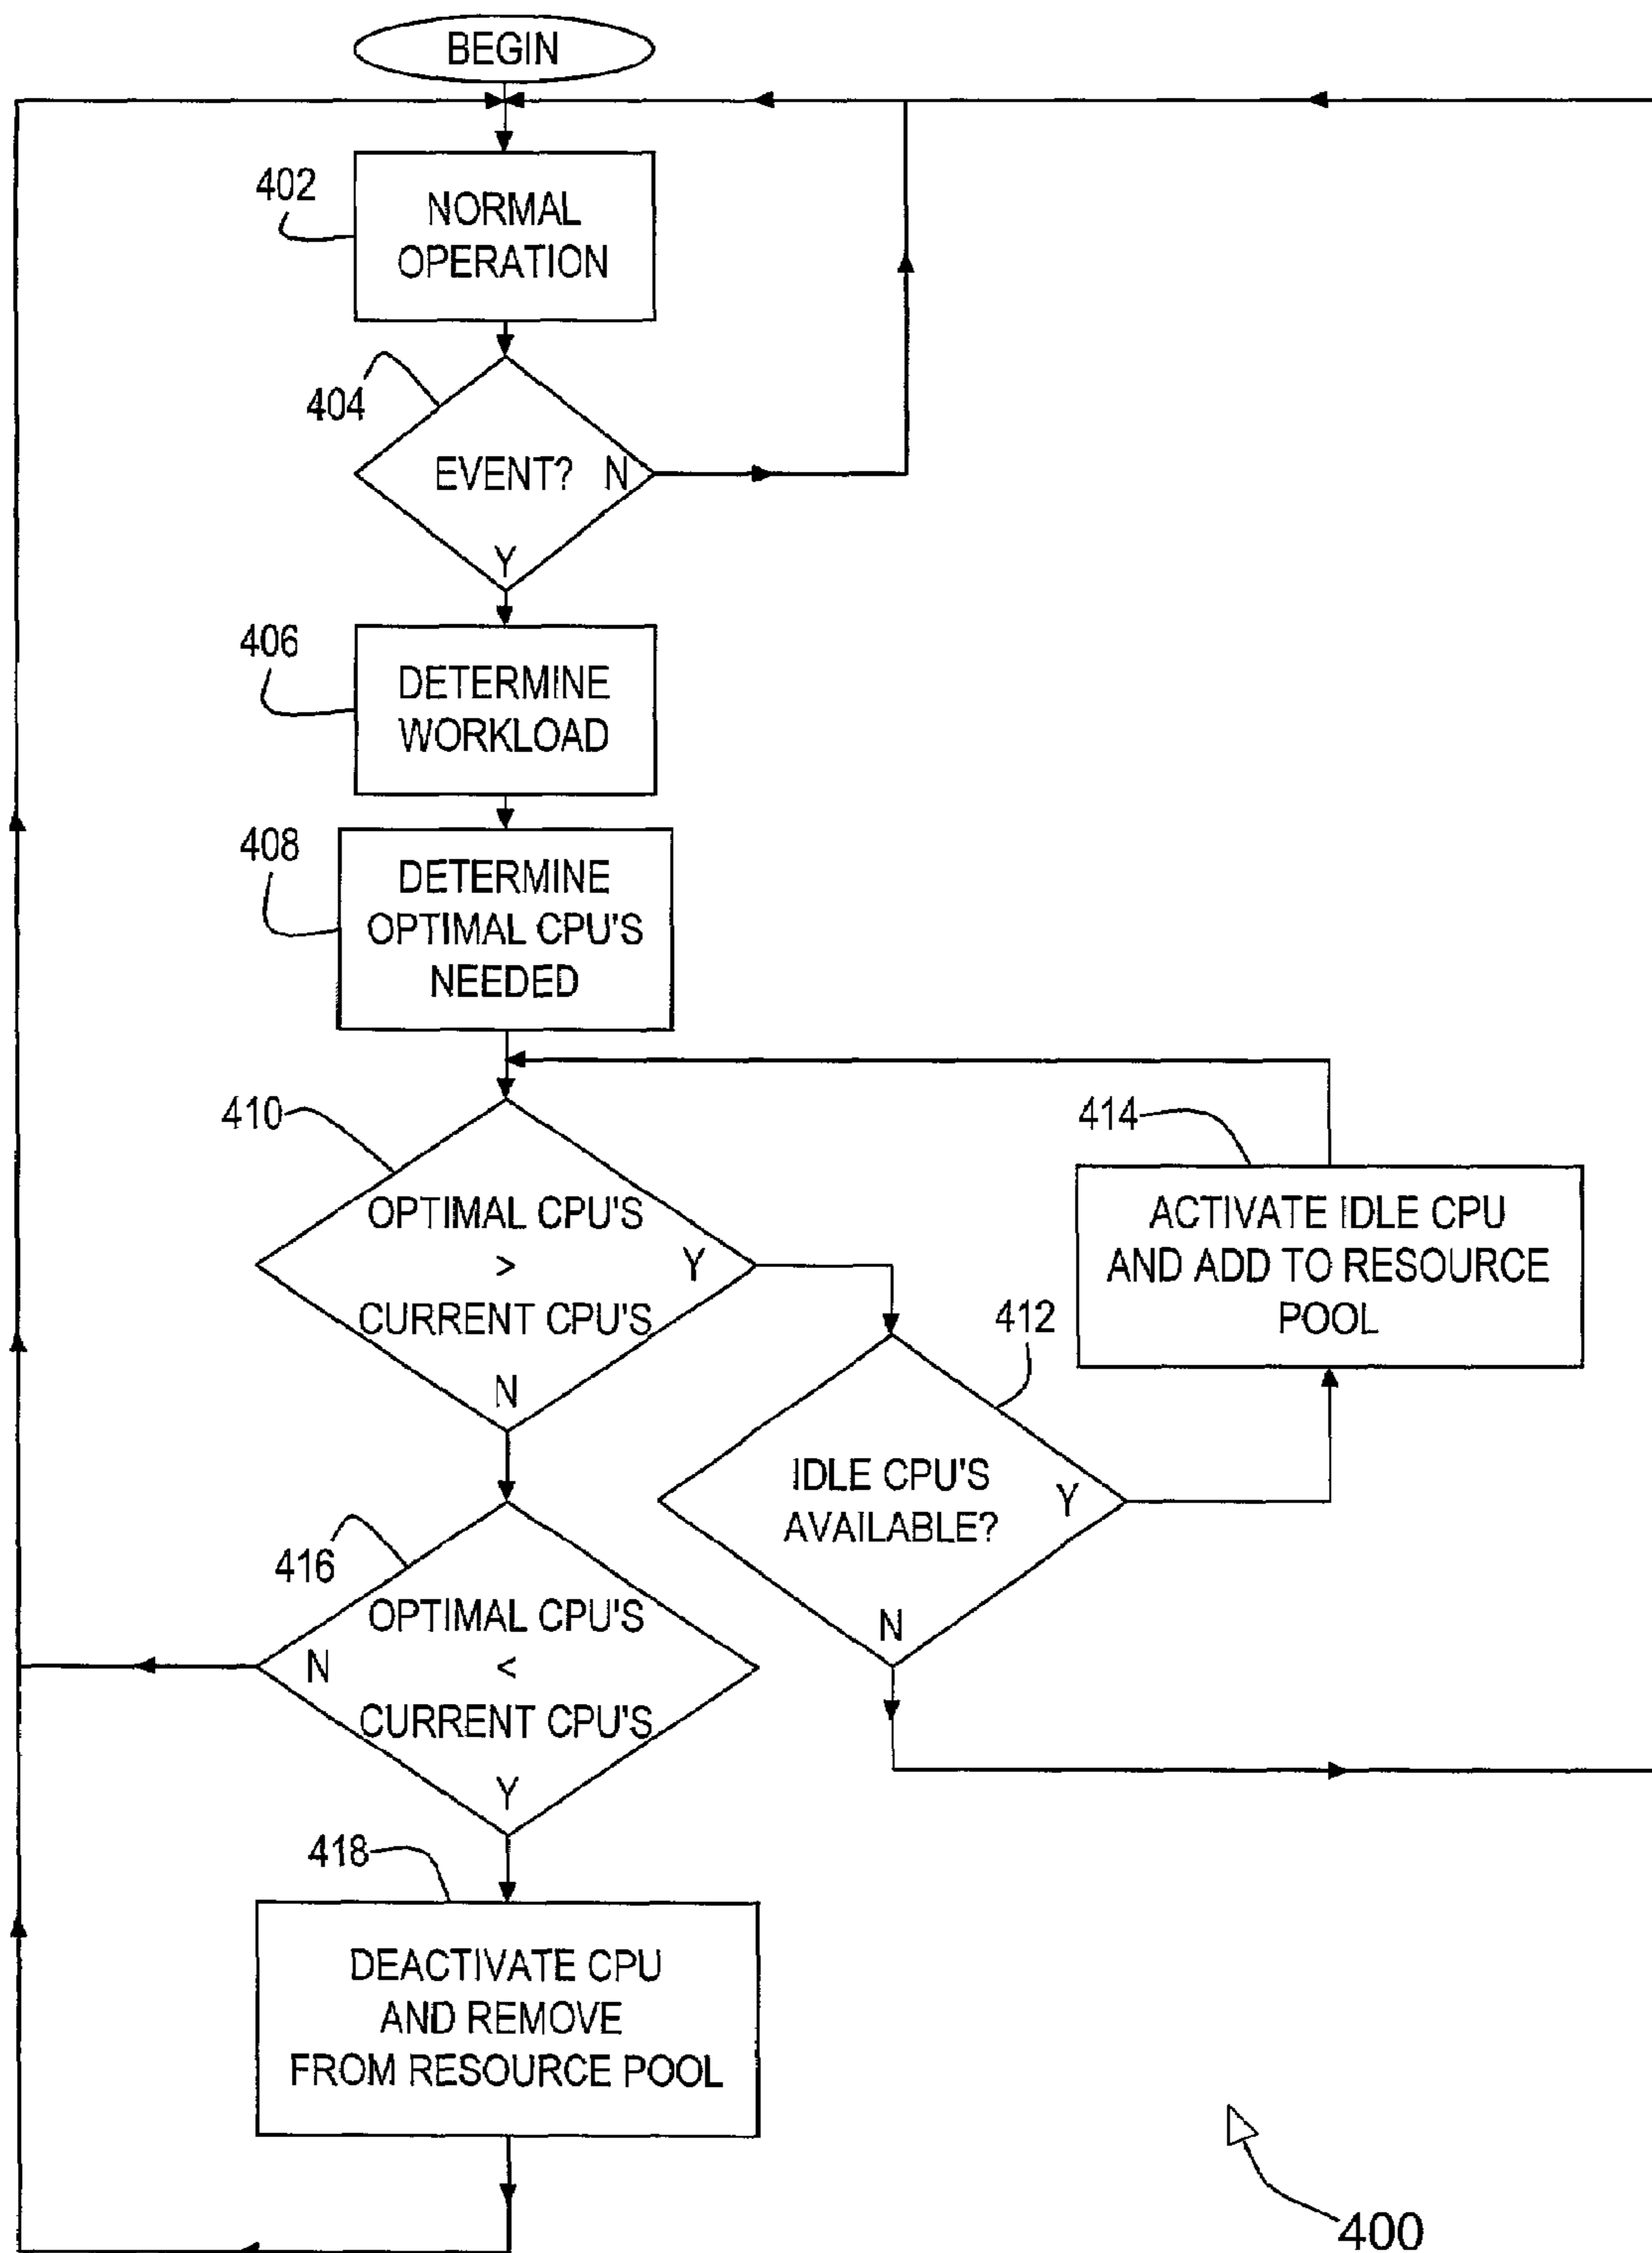 BEGIN
402
NORMAL
OPERATION
404
EVENT? N
Y
406
DETERMINE
WORKLOAD
408
DETERMINE
OPTIMAL CPU'S
NEEDED
410
OPTIMAL CPU'S
> Y
CURRENT CPU'S
N
414
ACTIVATE IDLE CPU
AND ADD TO RESOURCE
POOL
412
IDLE CPU'S
AVAILABLE?
Y
N
416
OPTIMAL CPU'S
N <
CURRENT CPU'S
Y
418
DEACTIVATE CPU
AND REMOVE
FROM RESOURCE POOL
400